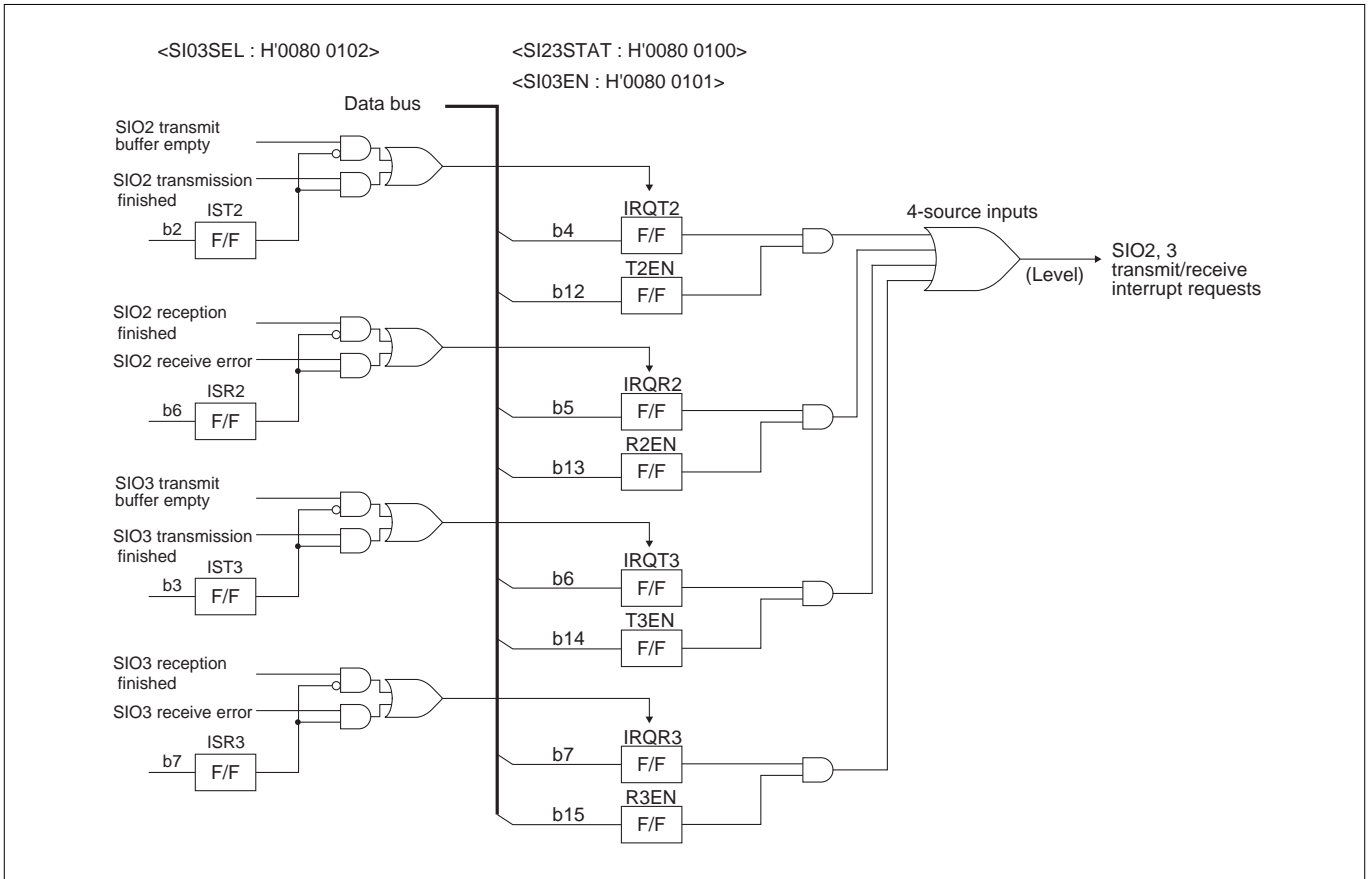 <SI03SEL : H'0080 0102>
<SI23STAT : H'0080 0100>
<SI03EN : H'0080 0101>
Data bus
SIO2 transmit
buffer empty
SIO2 transmission
finished
IST2
b2
F/F
IRQT2
b4
F/F
T2EN
b12
F/F
4-source inputs
(Level)
SIO2, 3
transmit/receive
interrupt requests
SIO2 reception
finished
SIO2 receive error
ISR2
b6
F/F
IRQR2
b5
F/F
R2EN
b13
F/F
SIO3 transmit
buffer empty
SIO3 transmission
finished
IST3
b3
F/F
IRQT3
b6
F/F
T3EN
b14
F/F
SIO3 reception
finished
SIO3 receive error
ISR3
b7
F/F
IRQR3
b7
F/F
R3EN
b15
F/F